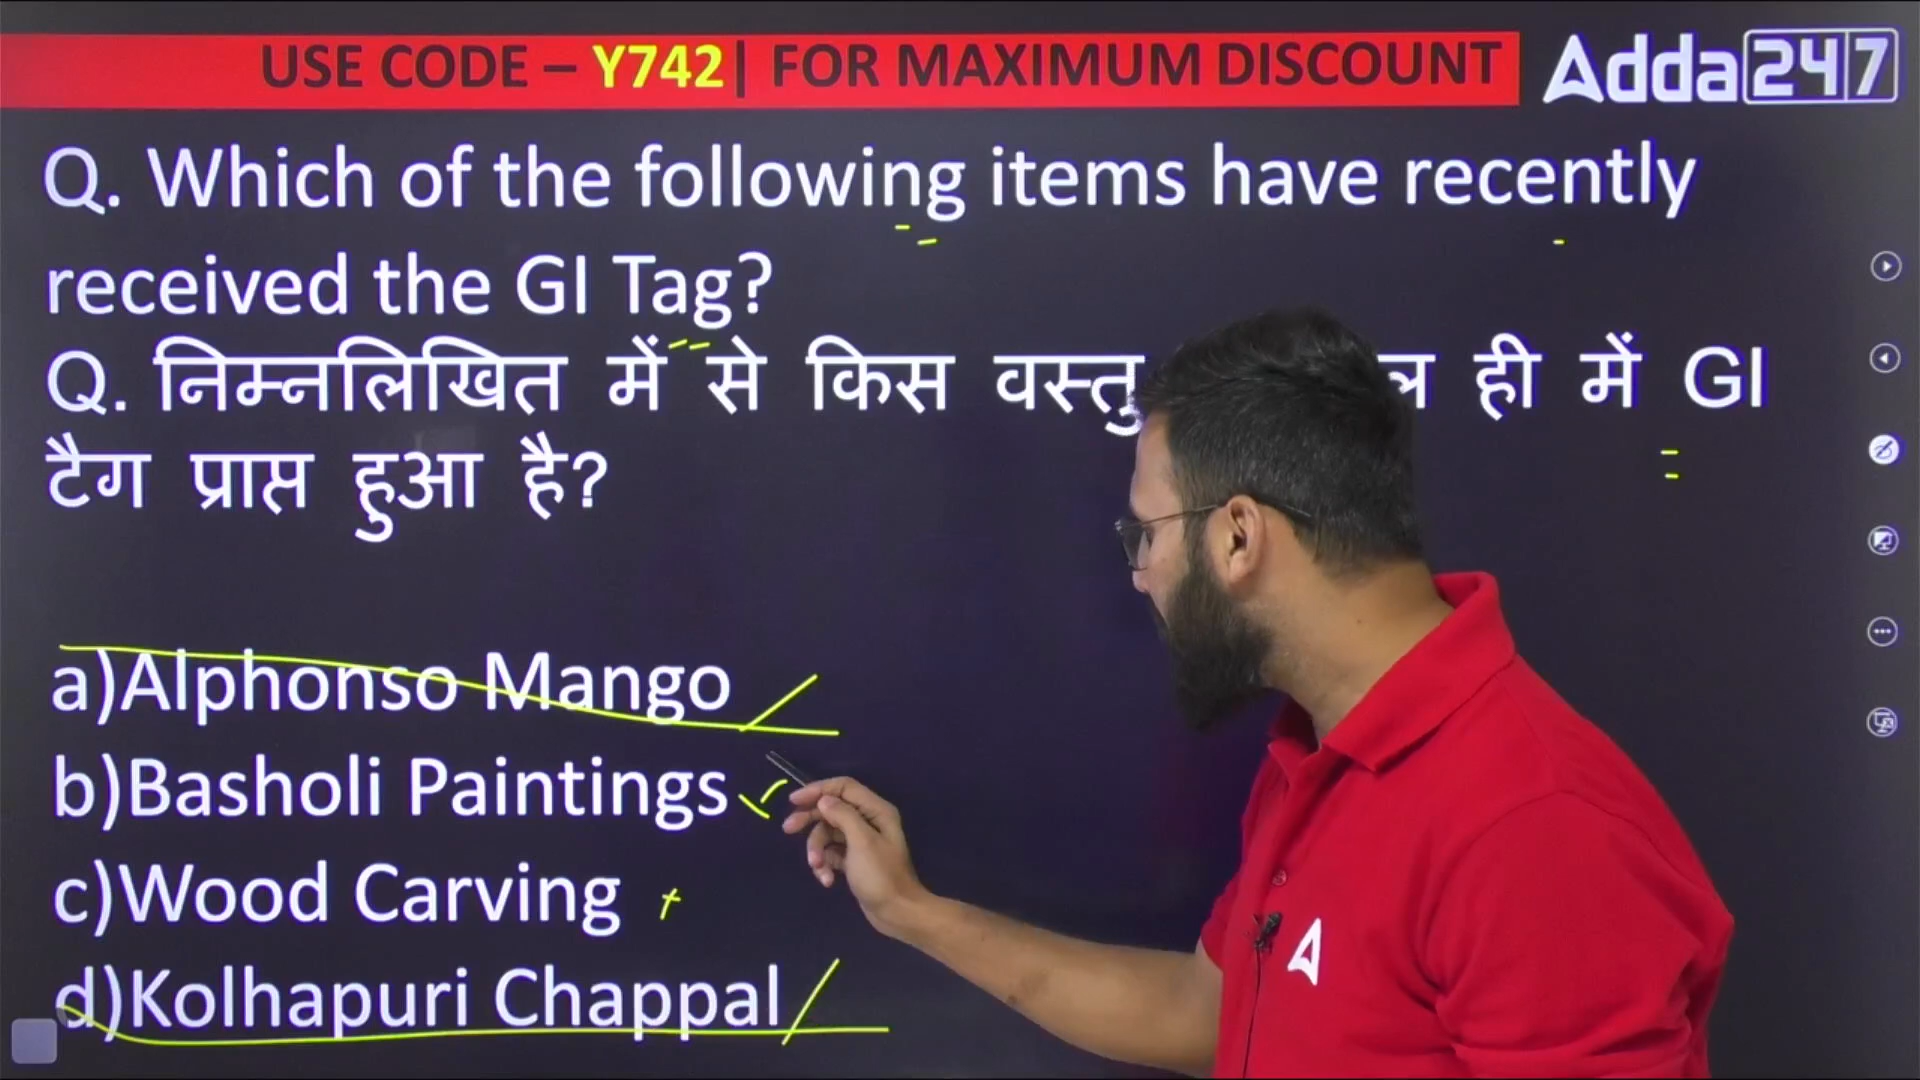 USE CODE – Y742| FOR MAXIMUM DISCOUNT
Adda247
Q. Which of the following items have recently
received the GI Tag?
Q. निम्नलिखित में से किस वस्तु ही में GI
टैग प्राप्त हुआ है?
a)Alphonso Mango
b)Basholi Paintings
c)Wood Carving
d)Kolhapuri Chappal